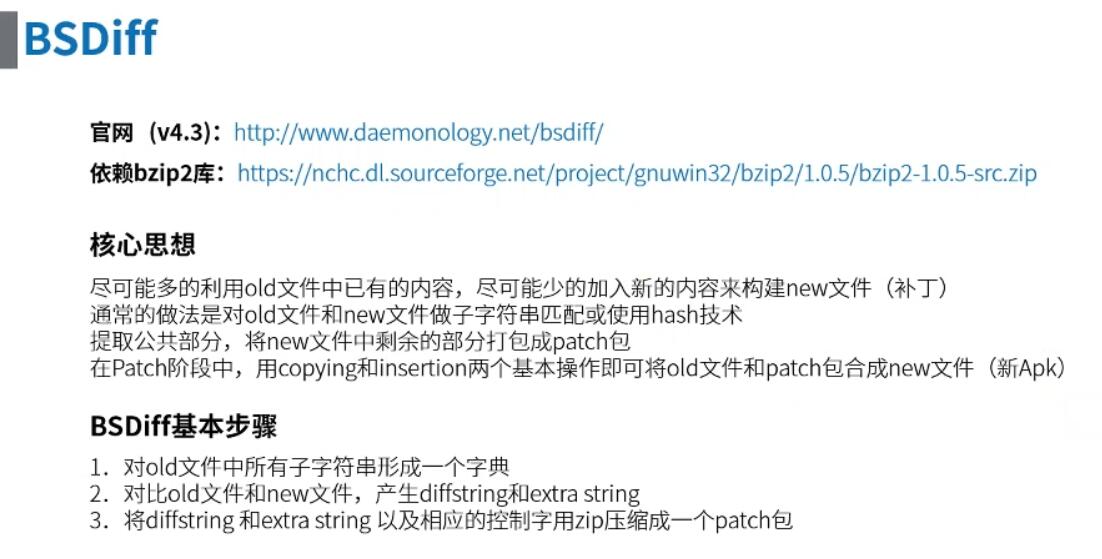 BSDiff
官网（v4.3)：http://www.daemonology.net/bsdiff/
依赖bzip2库：https://nchc.dl.sourceforge.net/project/gnuwin32/bzip2/1.0.5/bzip2-1.0.5-src.zip
核心思想
尽可能多的利用old文件中已有的内容，尽可能少的加入新的内容来构建new文件（补丁）
通常的做法是对old文件和new文件做子字符串匹配或使用hash技术
提取公共部分，将new文件中剩余的部分打包成patch包
在Patch阶段中，用copying和insertion两个基本操作即可将old文件和patch包合成new文件（新Apk）
BSDiff基本步骤
1. 对old文件中所有子字符串形成一个字典
2. 对比old文件和new文件，产生diffstring和extra string
3. 将diffstring 和extra string 以及相应的控制字用zip压缩成一个patch包